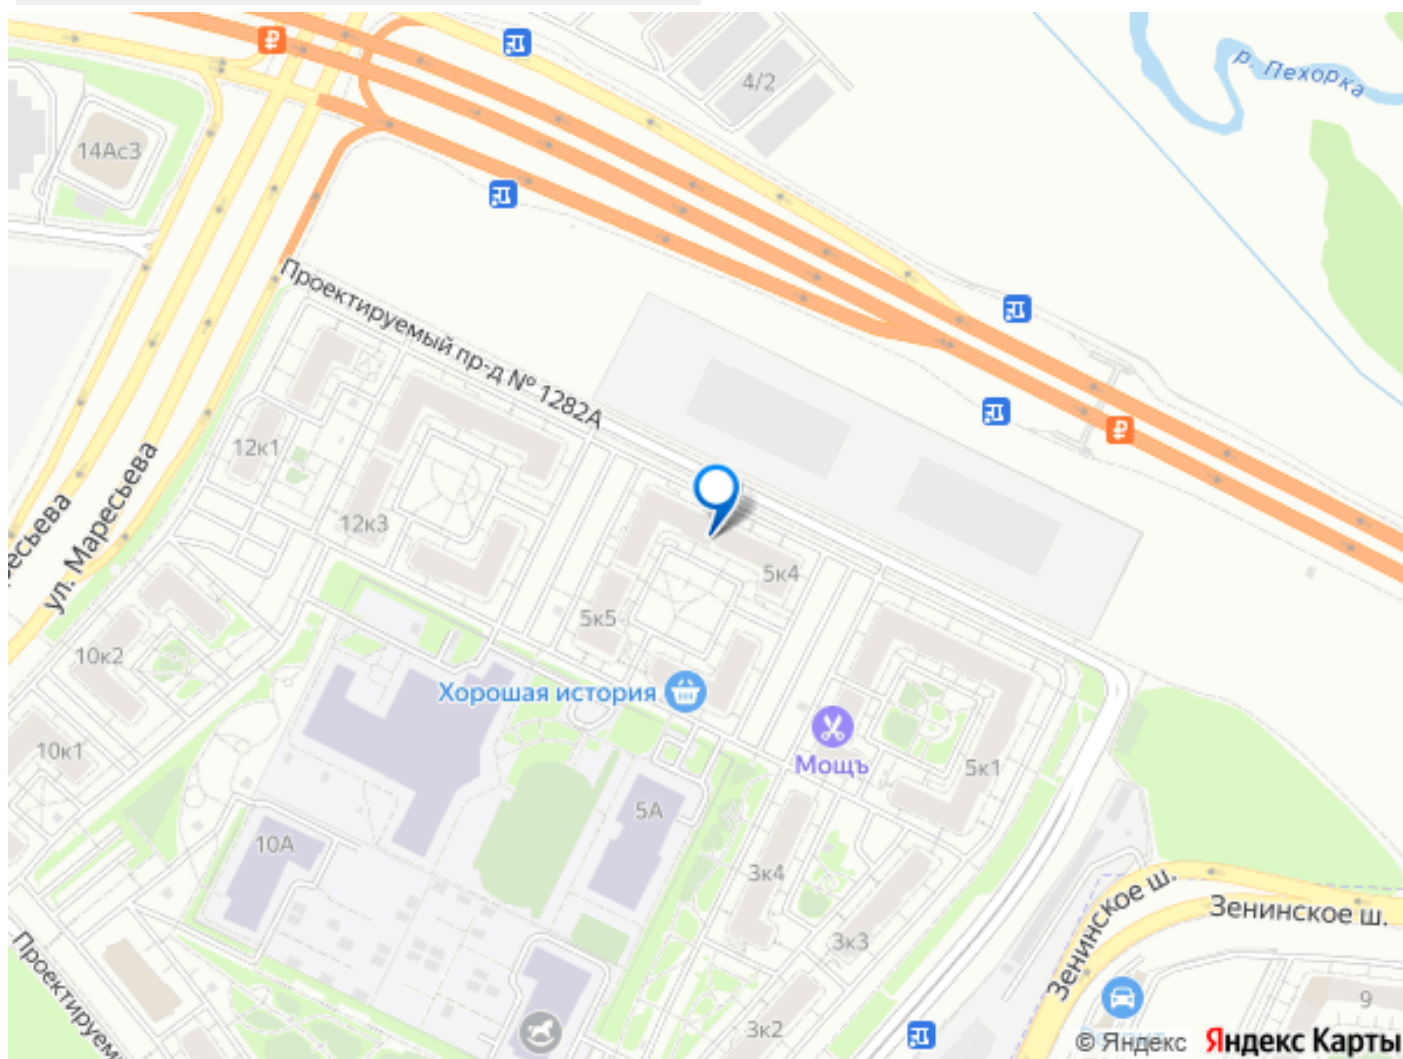 р. Пехорка
4/2
14Ас3
Проектируемый пр-д № 1282А
12к1
12к3
ул. Маресьева
5к4
5к5
10к2
Хорошая история
Мощъ
10к1
5к1
5А
10А
3к4
Зенинское ш.
Зенинское ш.
3к3
9
3к2
© Яндекс Яндекс Карты